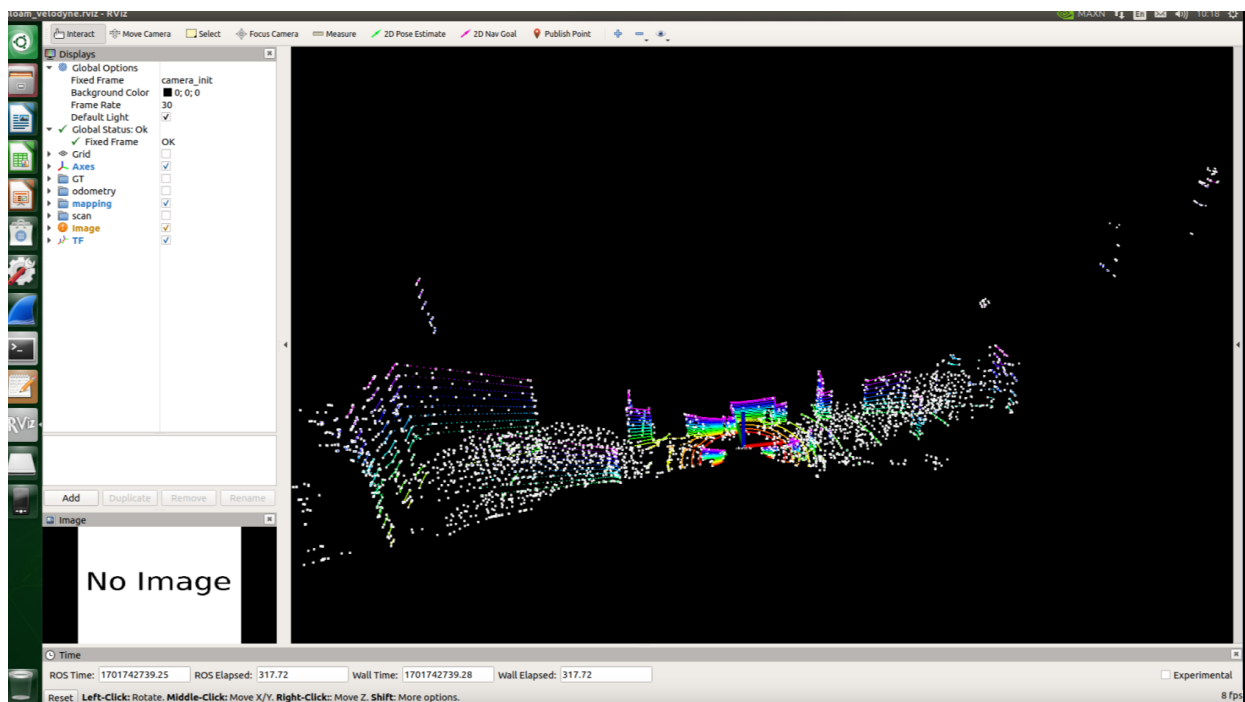 loam_velodyne.rviz - RViz
MAXN En 10:18
Interact Move Camera Select Focus Camera Measure 2D Pose Estimate 2D Nav Goal Publish Point
Displays
Global Options
Fixed Frame camera_init
Background Color 0; 0; 0
Frame Rate 30
Default Light
Global Status: Ok
Fixed Frame OK
Grid
Axes
GT
odometry
mapping
scan
Image
TF
RViz
Add Duplicate Remove Rename
Image
No Image
Time
ROS Time: 1701742739.25 ROS Elapsed: 317.72 Wall Time: 1701742739.28 Wall Elapsed: 317.72 Experimental
Reset Left-Click: Rotate. Middle-Click: Move X/Y. Right-Click:: Move Z. Shift: More options. 8 fps